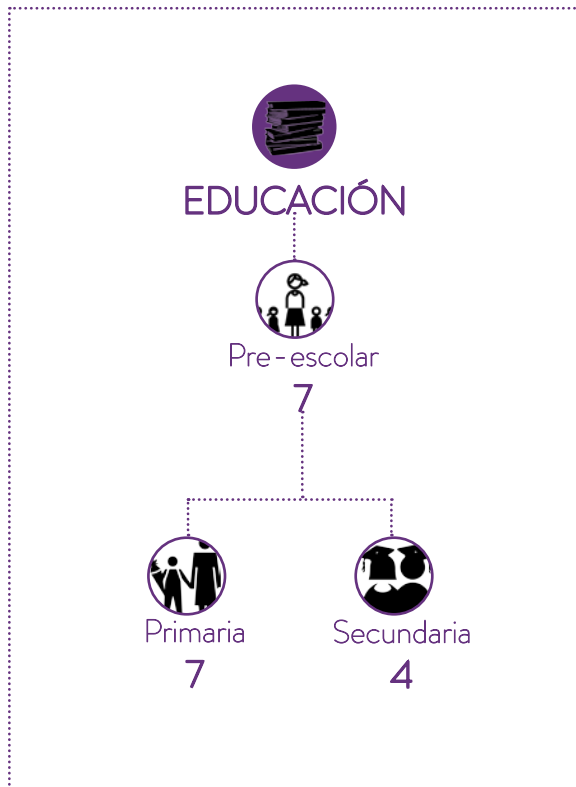 EDUCACIÓN
Pre-escolar
7
Primaria
7
Secundaria
4